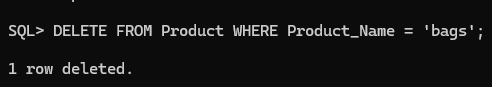 SQL> DELETE FROM Product WHERE Product_Name = 'bags';
1 row deleted.